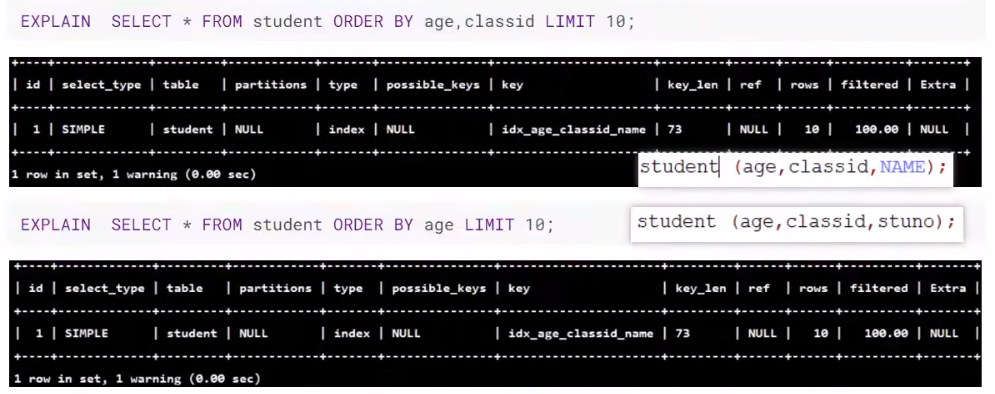 EXPLAIN SELECT * FROM student ORDER BY age,classid LIMIT 10;
| id | select_type | table | partitions | type | possible_keys | key | key_len | ref | rows | filtered | Extra |
| 1 | SIMPLE | student | NULL | index | NULL | idx_age_classid_name | 73 | NULL | 10 | 100.00 | NULL |
1 row in set, 1 warning (0.00 sec)
student (age,classid,NAME);
EXPLAIN SELECT * FROM student ORDER BY age LIMIT 10;
student (age,classid,stuno);
| id | select_type | table | partitions | type | possible_keys | key | key_len | ref | rows | filtered | Extra |
| 1 | SIMPLE | student | NULL | index | NULL | idx_age_classid_name | 73 | NULL | 10 | 100.00 | NULL |
1 row in set, 1 warning (0.00 sec)